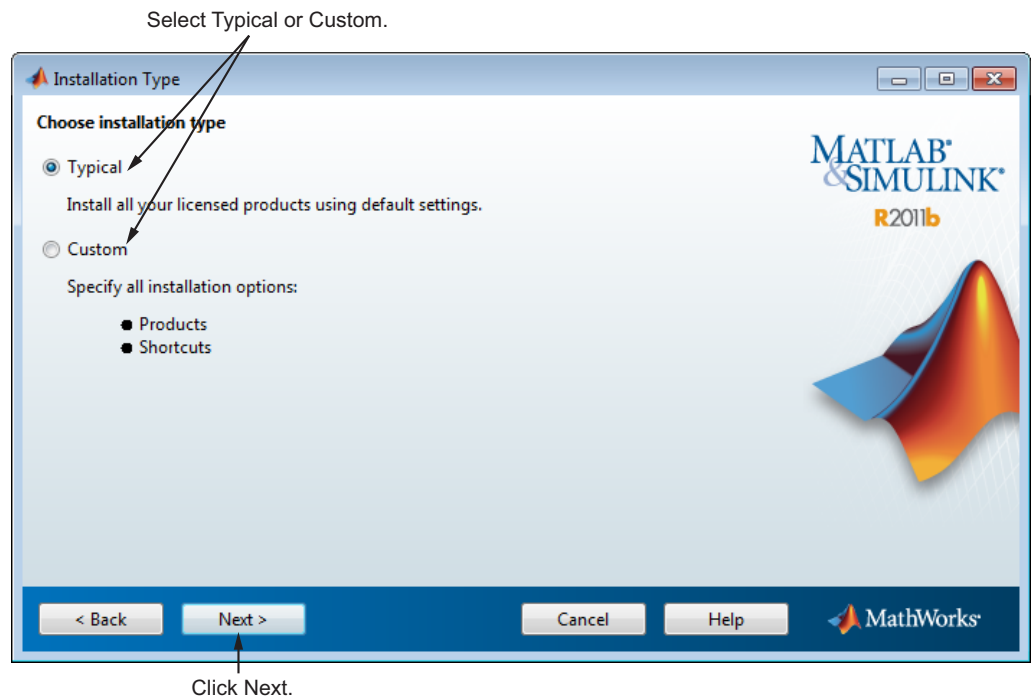 Select Typical or Custom.
Installation Type
Choose installation type
Typical
Install all your licensed products using default settings.
Custom
Specify all installation options:
Products
Shortcuts
MATLAB®
&SIMULINK®
R2011b
< Back
Next >
Cancel
Help
MathWorks®
Click Next.